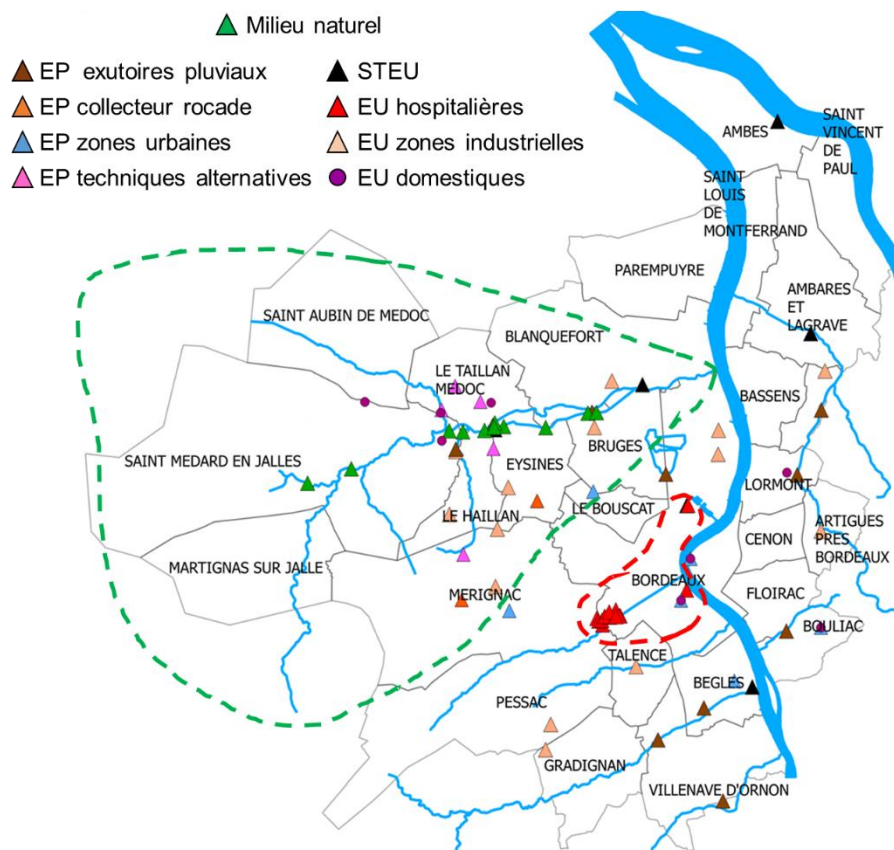 Milieu naturel
EP exutoires pluviaux
STEU
EP collecteur rocade
EU hospitalières
EP zones urbaines
EU zones industrielles
EP techniques alternatives
EU domestiques
AMBES
SAINT
VINCENT
DE
PAUL
SAINT
LOUIS
DE
MONTFERRAND
PAREMPUYRE
AMBARES
ET
LAGRAVE
SAINT AUBIN DE MEDOC
BLANQUEFORT
LE TAILLAN
MEDOC
BASSENS
BRUGES
SAINT MEDARD EN JALLES
EYSINES
LORMONT
LE BOUSCAT
LE HAILLAN
ARTIGUES
PRES
BORDEAUX
CENON
MARTIGNAS SUR JALLE
BORDEAUX
MERIGNAC
FLOIRAC
BOULIAC
TALENCE
BEGLES
PESSAC
GRADIGNAN
VILLENAVE D'ORNON